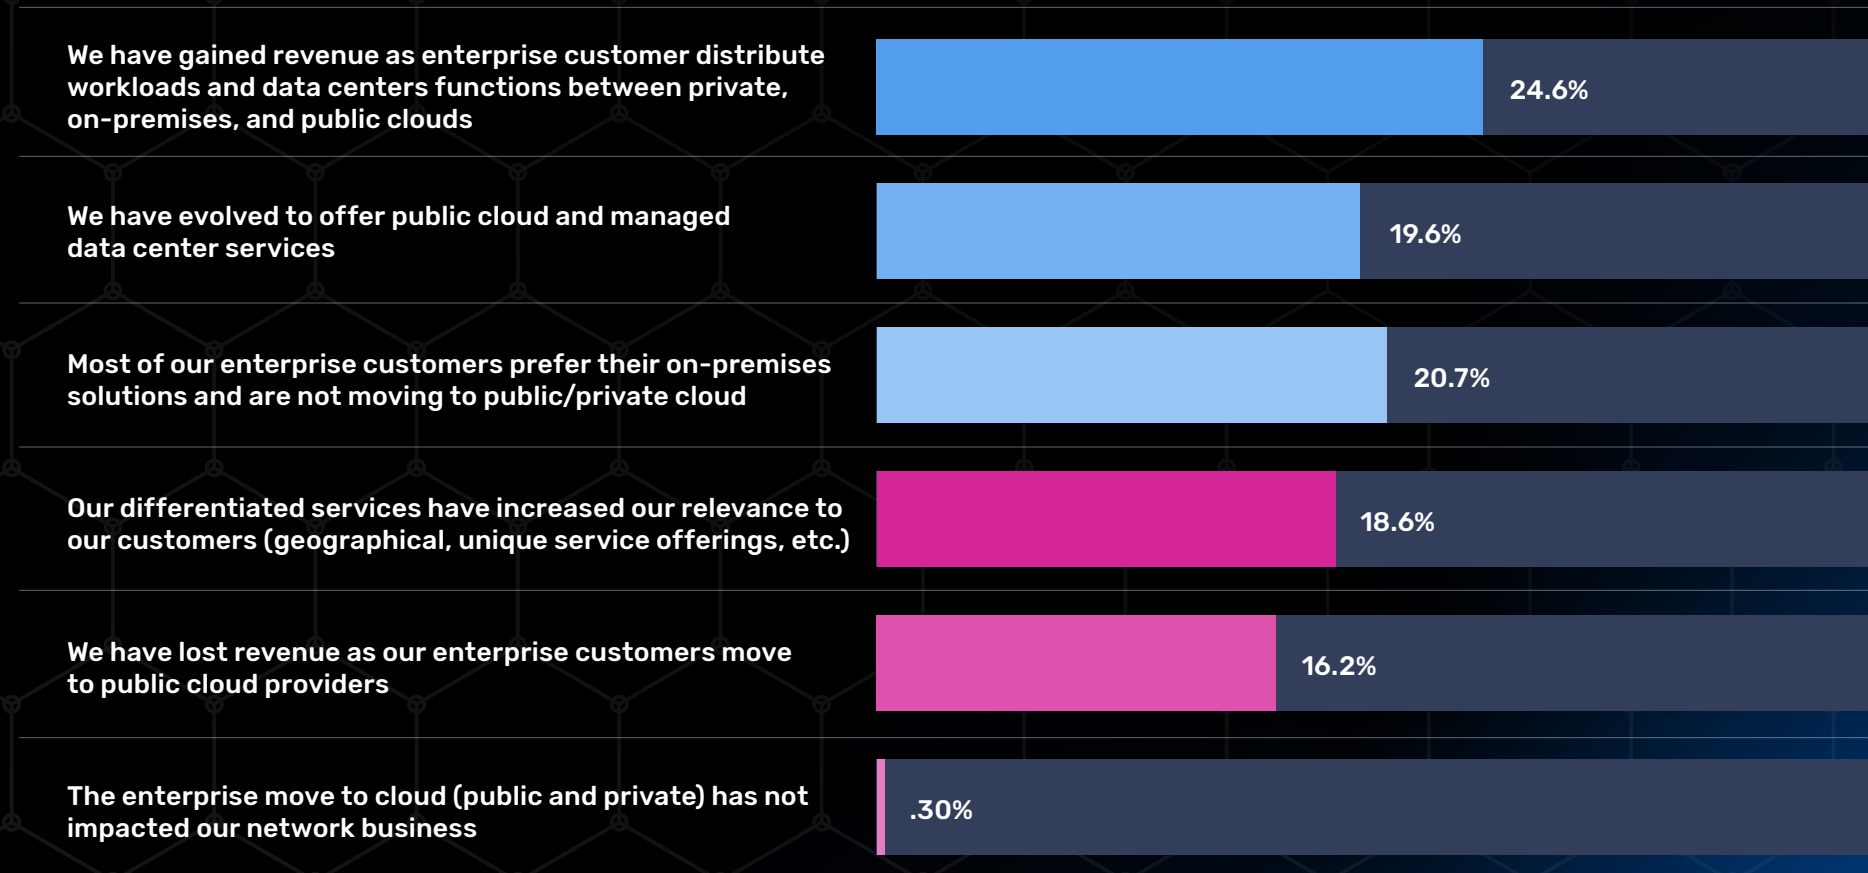 We have gained revenue as enterprise customer distribute
workloads and data centers functions between private,
on-premises, and public clouds
24.6%
We have evolved to offer public cloud and managed
data center services
19.6%
Most of our enterprise customers prefer their on-premises
solutions and are not moving to public/private cloud
20.7%
Our differentiated services have increased our relevance to
our customers (geographical, unique service offerings, etc.)
18.6%
We have lost revenue as our enterprise customers move
to public cloud providers
16.2%
The enterprise move to cloud (public and private) has not
impacted our network business
.30%